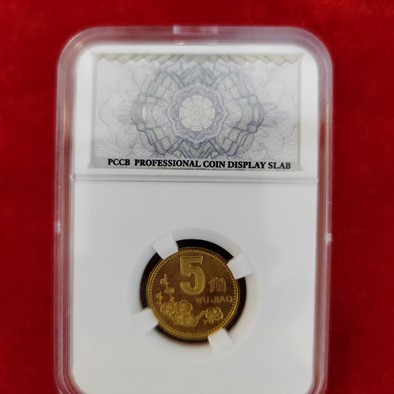 PCCB PROFESSIONAL COIN DISPLAY SLAB
5角
WU JIAO